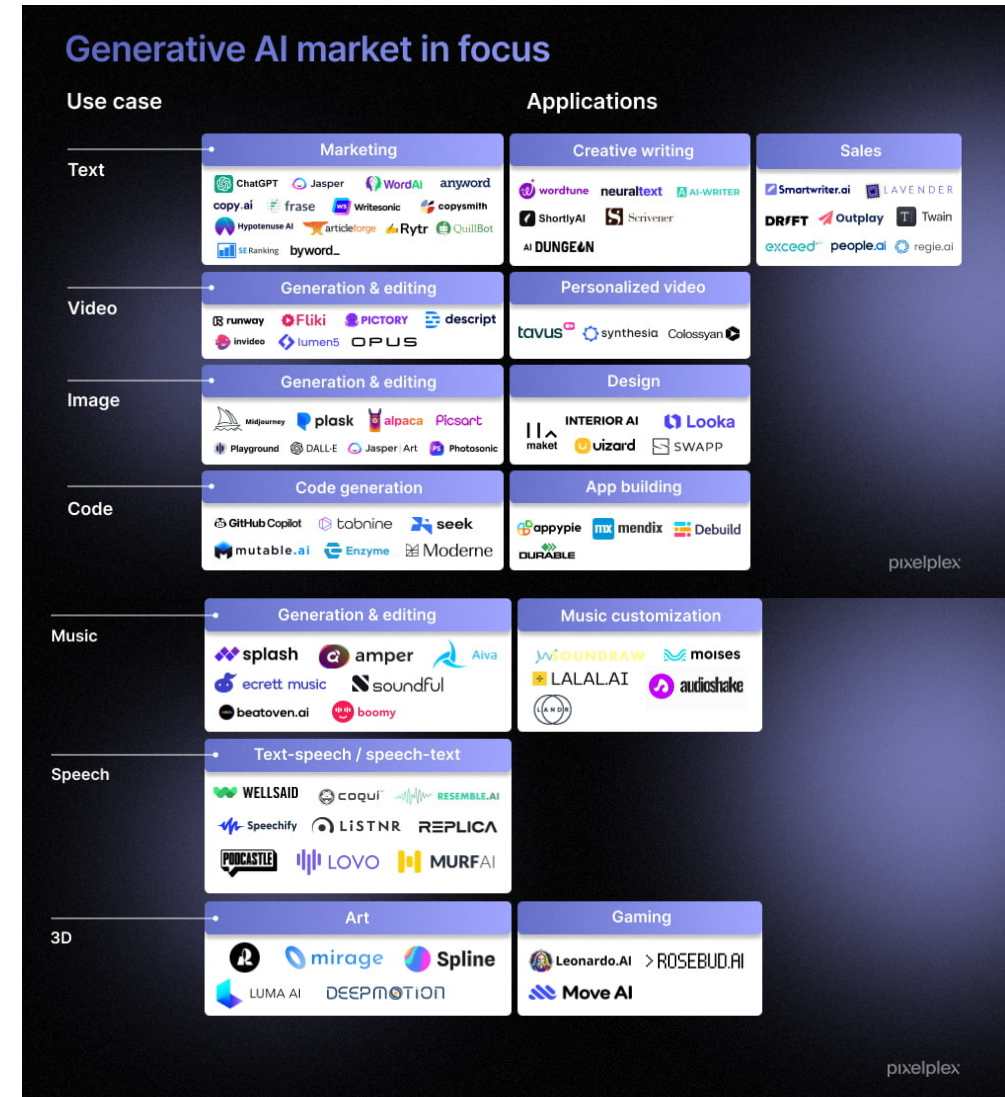 Generative AI market in focus
Use case Applications
Text
Marketing
ChatGPT Jasper WordAi anyword
copy.ai frase WS Writesonic copysmith
Hypotenuse AI articleforge Rytr QuillBot
SE Ranking byword_
Creative writing
wordtune neuraltext AI-WRITER
ShortlyAI S Scrivener
AI DUNGEON
Sales
Smartwriter.ai LAVENDER
DRIFT Outplay T Twain
exceed people.ai regie.ai
Video
Generation & editing
runway Fliki PICTORY descript
invideo lumen5 OPUS
Personalized video
tavus synthesia Colossyan
Image
Generation & editing
Midjourney plask alpaca Picsart
Playground DALL·E Jasper Art PS Photosonic
Design
maket INTERIOR AI Looka
uizard SWAPP
Code
Code generation
GitHub Copilot tabnine seek
mutable.ai Enzyme Moderne
App building
appypie mx mendix Debuild
DURABLE
pixelplex
Music
Generation & editing
splash amper Aiva
ecrett music soundful
beatoven.ai boomy
Music customization
SOUNDRAW moises
LALAL.AI audioshake
LANDR
Speech
Text-speech / speech-text
WELLSAID coqui RESEMBLE.AI
Speechify LiSTNR REPLICA
PODCASTLE LOVO MURFAI
3D
Art
mirage Spline
LUMA AI DEEPMOTION
Gaming
Leonardo.AI >ROSEBUD.AI
Move AI
pixelplex